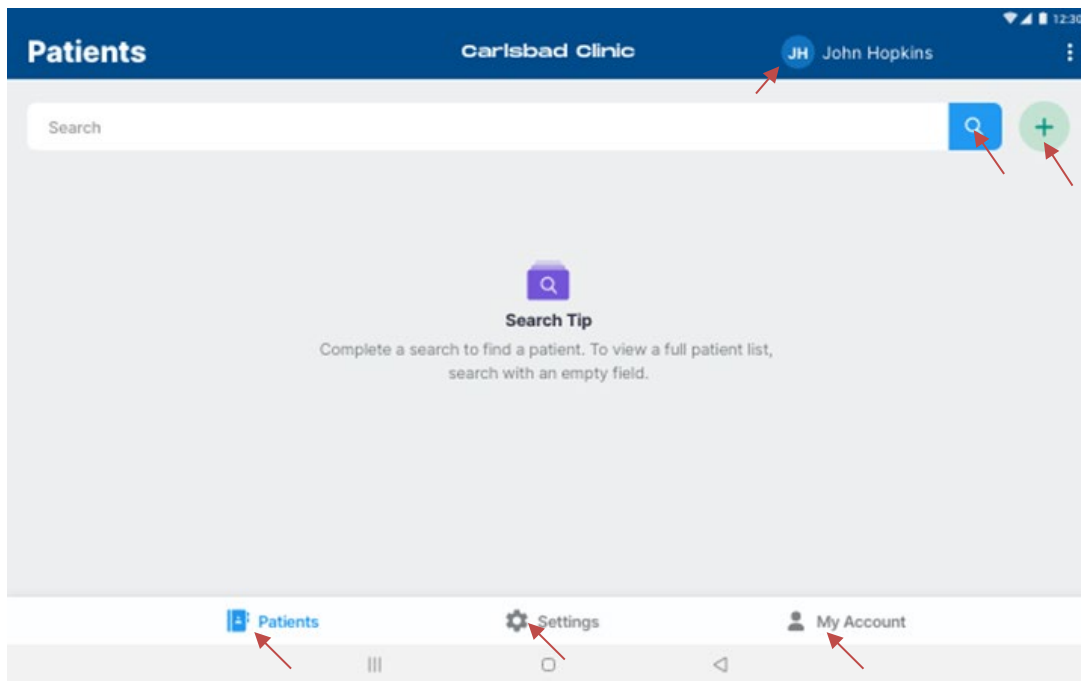 12:30
Patients
Carlsbad Clinic
JH John Hopkins
Search
Search Tip
Complete a search to find a patient. To view a full patient list,
search with an empty field.
Patients
Settings
My Account